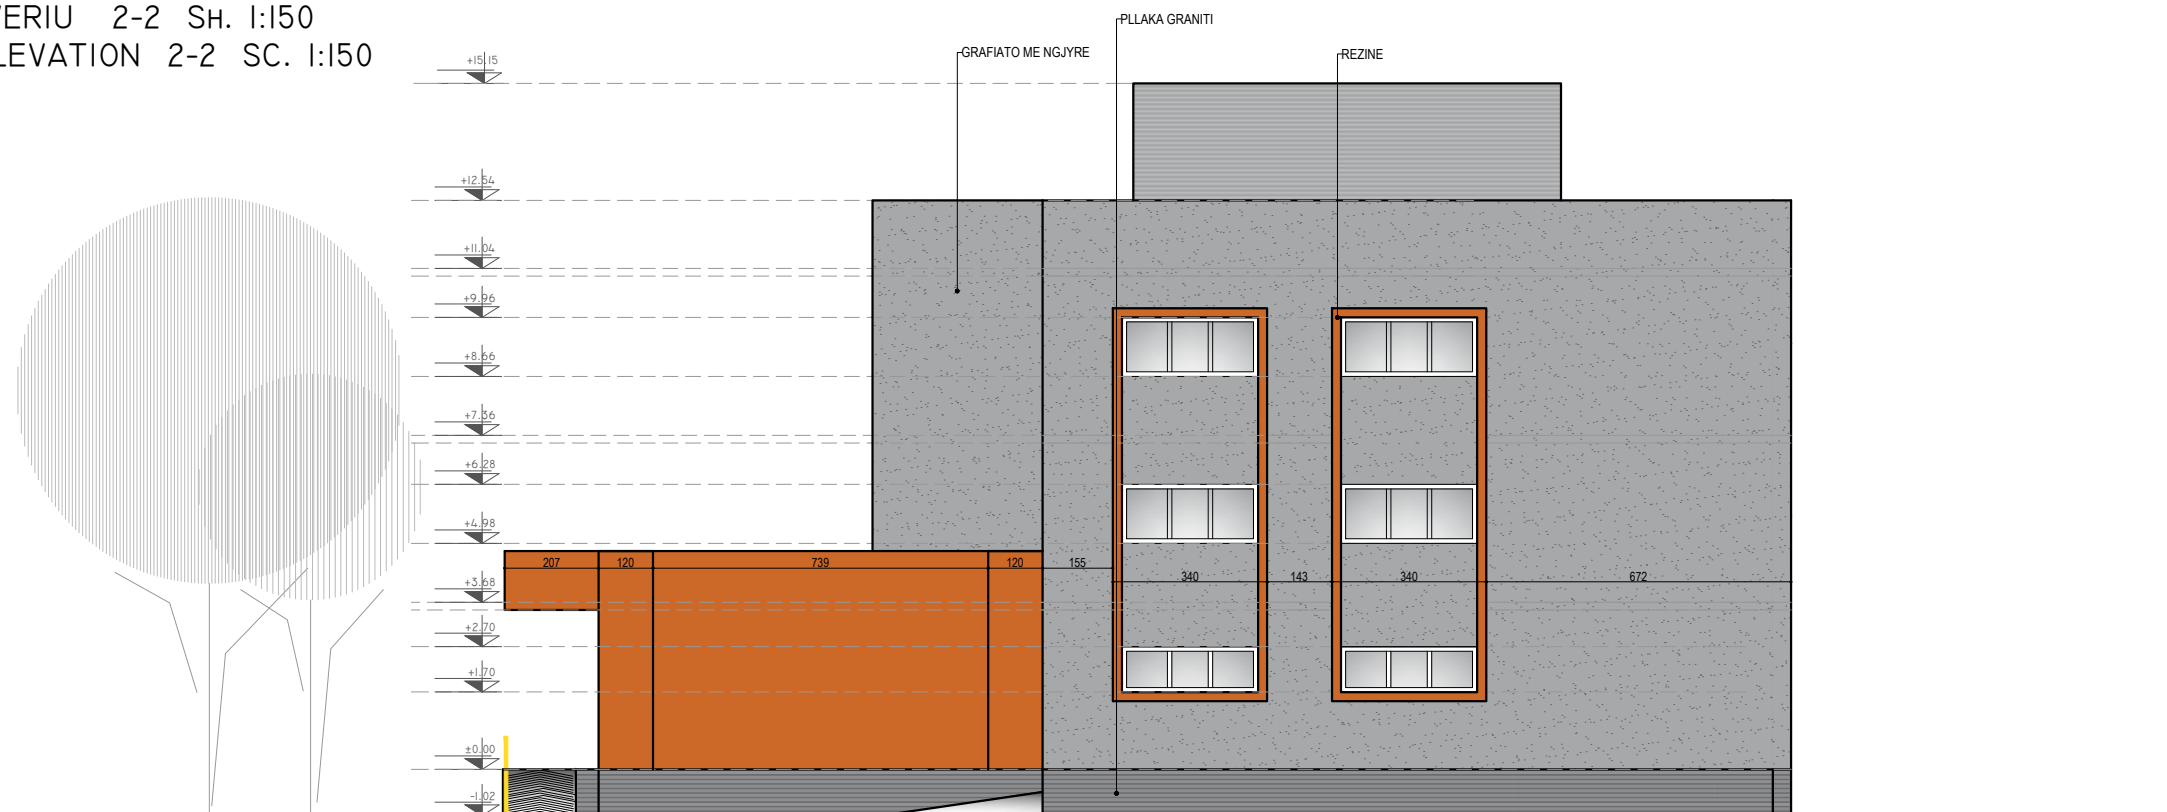 VERIU 2-2 SH. 1:150
LEVATION 2-2 SC. 1:150
PLLAKA GRANITI
GRAFIATO ME NGJYRE
REZINE
+15.15
+12.54
+11.04
+9.96
+8.66
+7.36
+6.28
+4.98
207 120 739 120 155
340 143 340 672
+3.68
+2.70
+1.70
±0.00
-1.02